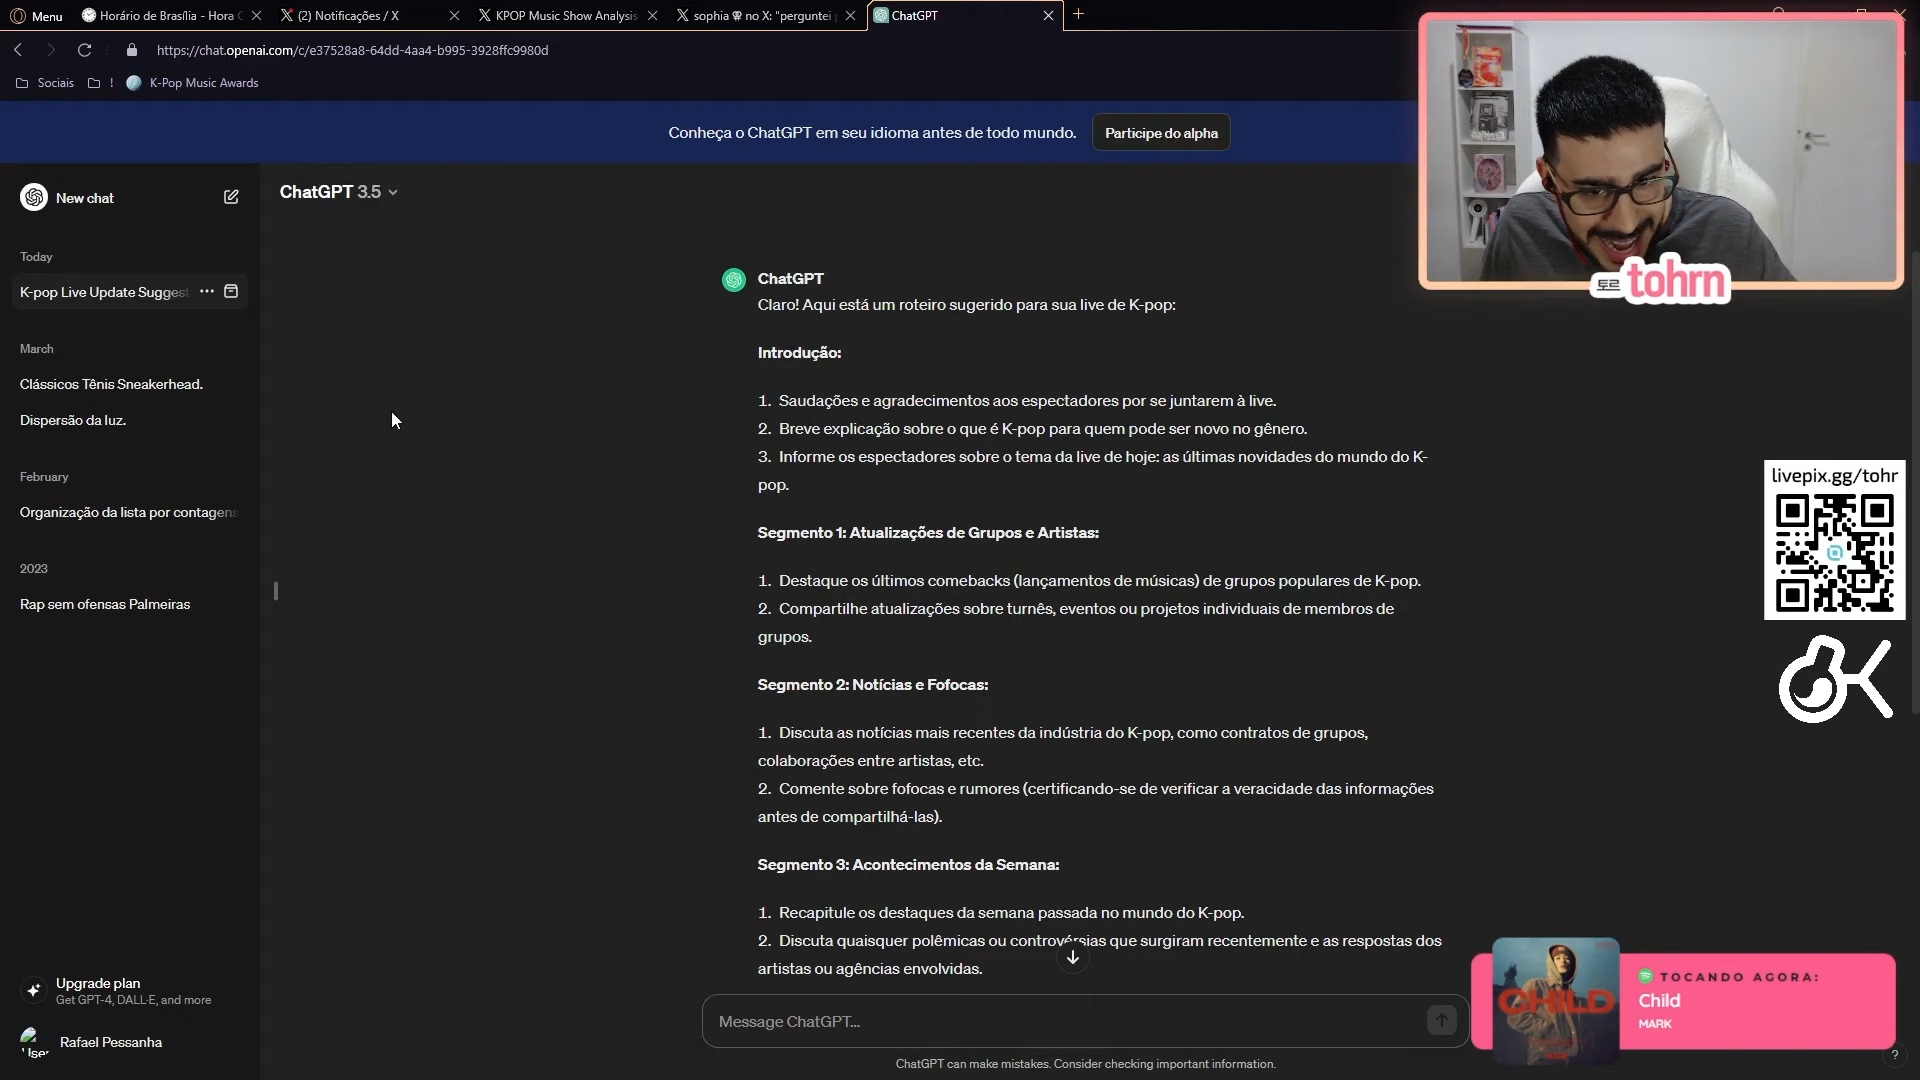 Menu
Horário de Brasília - Hora C
(2) Notificações / X
KPOP Music Show Analysis
sophia no X: "perguntei
ChatGPT
https://chat.openai.com/c/e37528a8-64dd-4aa4-b995-3928ffc9980d
Sociais
!
K-Pop Music Awards
Conheça o ChatGPT em seu idioma antes de todo mundo.
Participe do alpha
New chat
Today
K-pop Live Update Suggest
March
Clássicos Tênis Sneakerhead.
Dispersão da luz.
February
Organização da lista por contagens
2023
Rap sem ofensas Palmeiras
Upgrade plan
Get GPT-4, DALL·E, and more
User
Rafael Pessanha
ChatGPT 3.5
ChatGPT
Claro! Aqui está um roteiro sugerido para sua live de K-pop:
Introdução:
1. Saudações e agradecimentos aos espectadores por se juntarem à live.
2. Breve explicação sobre o que é K-pop para quem pode ser novo no gênero.
3. Informe os espectadores sobre o tema da live de hoje: as últimas novidades do mundo do K-
pop.
Segmento 1: Atualizações de Grupos e Artistas:
1. Destaque os últimos comebacks (lançamentos de músicas) de grupos populares de K-pop.
2. Compartilhe atualizações sobre turnês, eventos ou projetos individuais de membros de
grupos.
Segmento 2: Notícias e Fofocas:
1. Discuta as notícias mais recentes da indústria do K-pop, como contratos de grupos,
colaborações entre artistas, etc.
2. Comente sobre fofocas e rumores (certificando-se de verificar a veracidade das informações
antes de compartilhá-las).
Segmento 3: Acontecimentos da Semana:
1. Recapitule os destaques da semana passada no mundo do K-pop.
2. Discuta quaisquer polêmicas ou controvérsias que surgiram recentemente e as respostas dos
artistas ou agências envolvidas.
Message ChatGPT...
ChatGPT can make mistakes. Consider checking important information.
?
토르 tohrn
livepix.gg/tohr
K
CHILD
TOCANDO AGORA:
Child
MARK